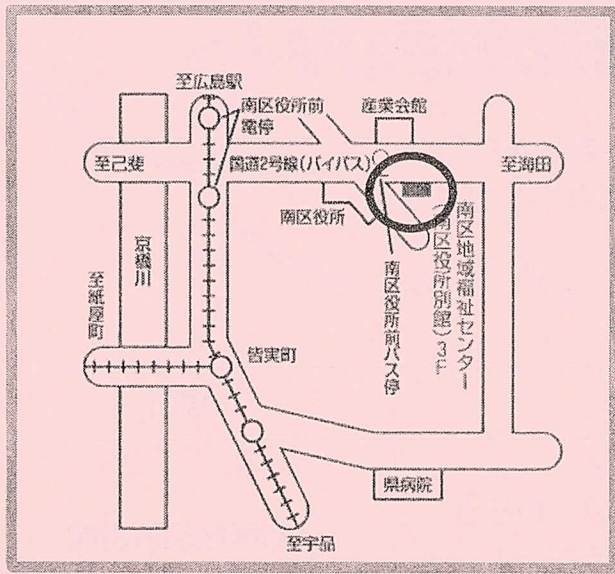 至広島駅
南区役所前
電停
産業会館
至己斐
国道2号線(バイパス)
至海田
南区役所
京橋川
至紙屋町
南区地域福祉センター
(南区役所別館)3F
南区役所前バス停
皆実町
県病院
至宇品